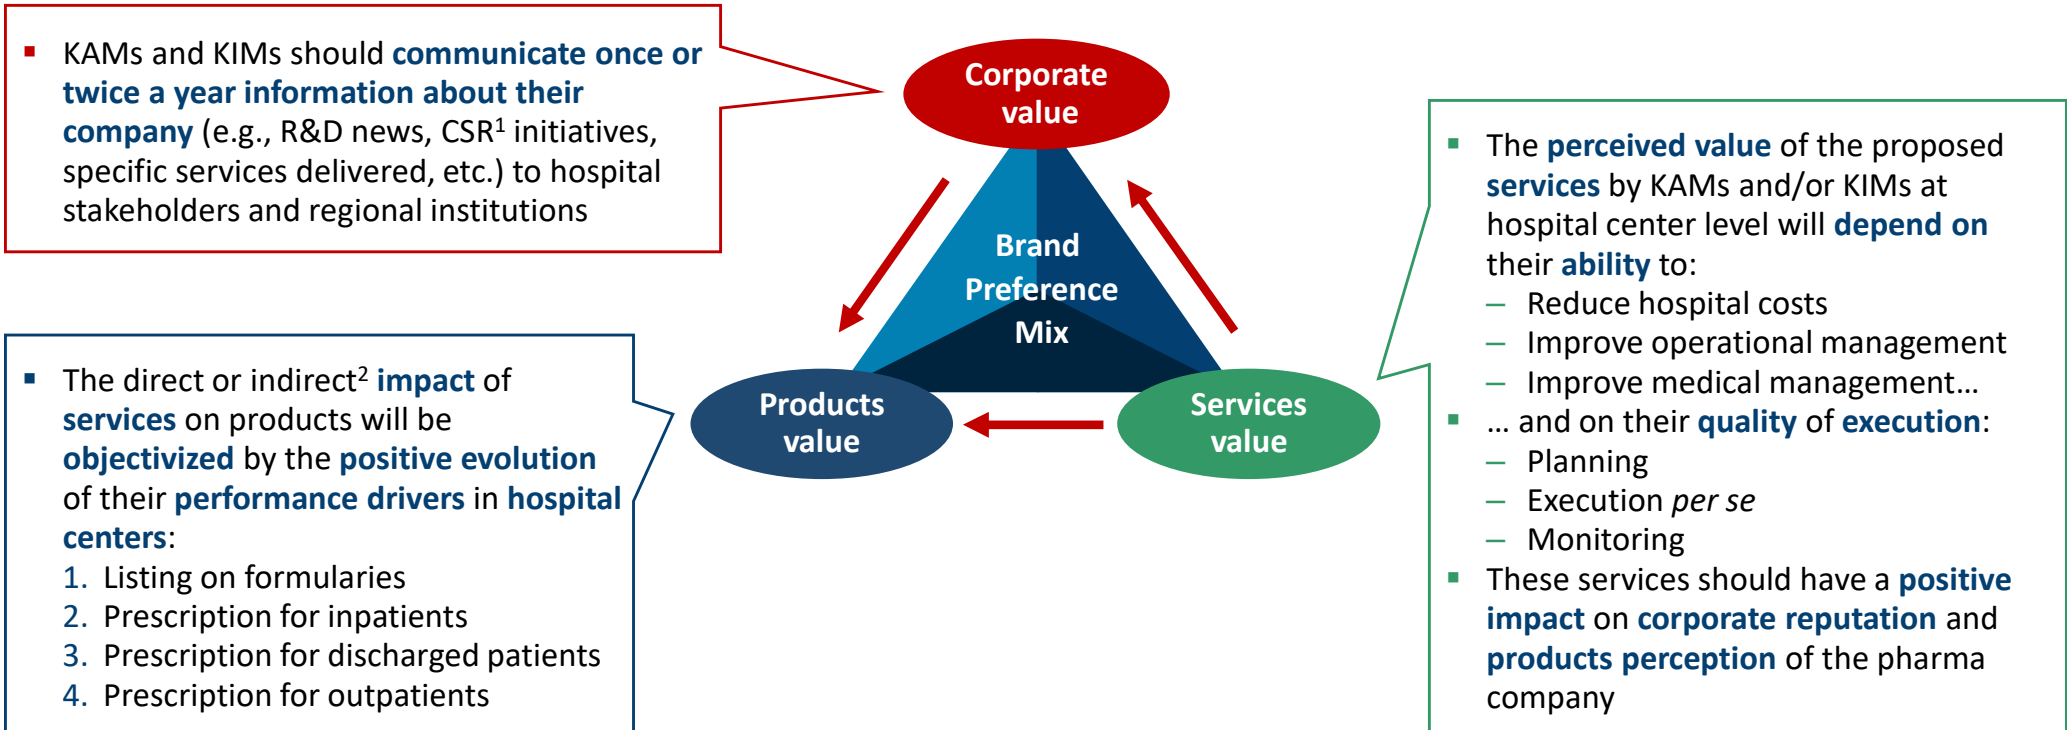 ▪ KAMs and KIMs should communicate once or
twice a year information about their
company (e.g., R&D news, CSR¹ initiatives,
specific services delivered, etc.) to hospital
stakeholders and regional institutions
Corporate
value
Brand
Preference
Mix
Products
value
Services
value
▪ The direct or indirect² impact of
services on products will be
objectivized by the positive evolution
of their performance drivers in hospital
centers:
1. Listing on formularies
2. Prescription for inpatients
3. Prescription for discharged patients
4. Prescription for outpatients
▪ The perceived value of the proposed
services by KAMs and/or KIMs at
hospital center level will depend on
their ability to:
– Reduce hospital costs
– Improve operational management
– Improve medical management…
▪ … and on their quality of execution:
– Planning
– Execution per se
– Monitoring
▪ These services should have a positive
impact on corporate reputation and
products perception of the pharma
company